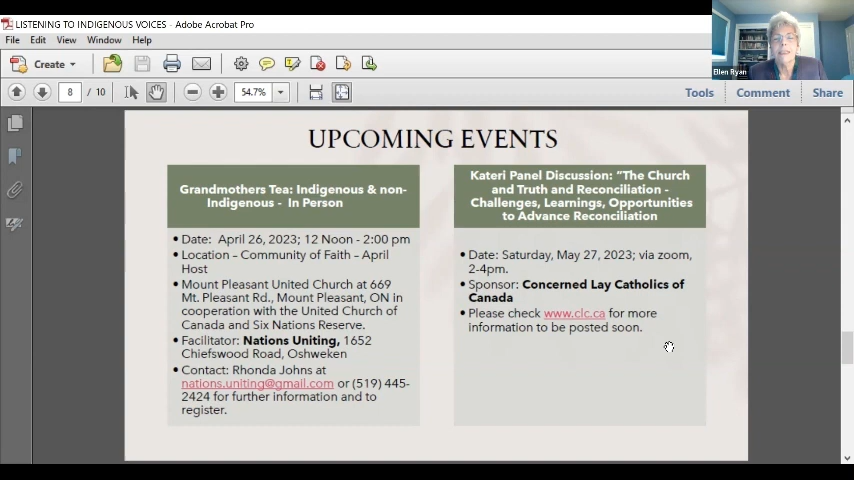 LISTENING TO INDIGENOUS VOICES - Adobe Acrobat Pro
File Edit View Window Help
Create
8 / 10
54.7%
Tools Comment Share
Ellen Ryan
UPCOMING EVENTS
Grandmothers Tea: Indigenous & non-
Indigenous - In Person
• Date: April 26, 2023; 12 Noon - 2:00 pm
• Location – Community of Faith – April
Host
• Mount Pleasant United Church at 669
Mt. Pleasant Rd., Mount Pleasant, ON in
cooperation with the United Church of
Canada and Six Nations Reserve.
• Facilitator: Nations Uniting, 1652
Chiefswood Road, Oshweken
• Contact: Rhonda Johns at
nations.uniting@gmail.com or (519) 445-
2424 for further information and to
register.
Kateri Panel Discussion: "The Church
and Truth and Reconciliation -
Challenges, Learnings, Opportunities
to Advance Reconciliation
• Date: Saturday, May 27, 2023; via zoom,
2-4pm.
• Sponsor: Concerned Lay Catholics of
Canada
• Please check www.clc.ca for more
information to be posted soon.